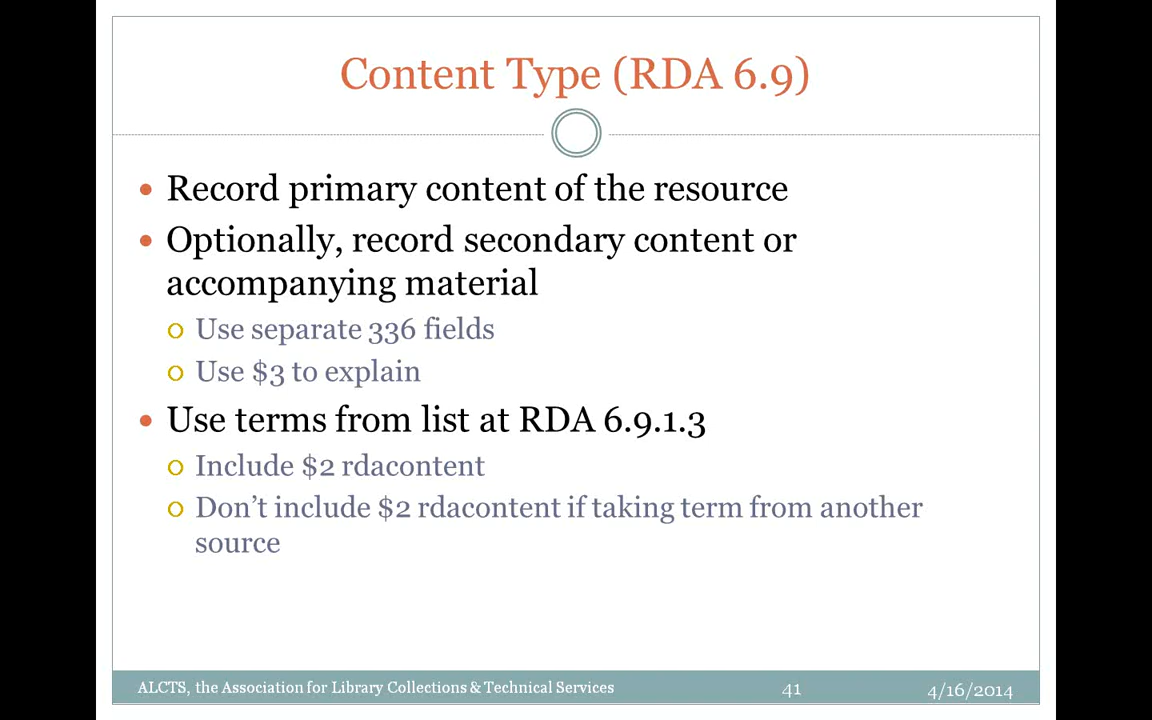 Content Type (RDA 6.9)
Record primary content of the resource
Optionally, record secondary content or
accompanying material
Use separate 336 fields
Use $3 to explain
Use terms from list at RDA 6.9.1.3
Include $2 rdacontent
Don’t include $2 rdacontent if taking term from another
source
ALCTS, the Association for Library Collections & Technical Services
41
4/16/2014